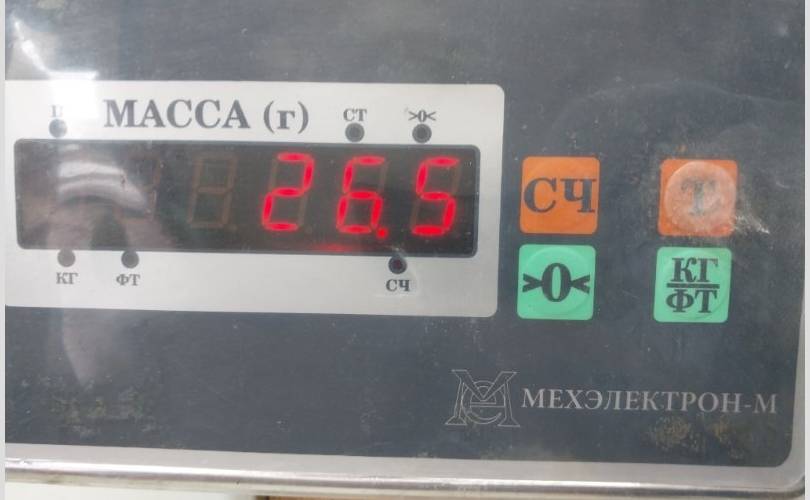 МАССА (г)
П СТ >0<
26.5
КГ ФТ СЧ
СЧ Т
>0< КГ/ФТ
МЕХЭЛЕКТРОН-М